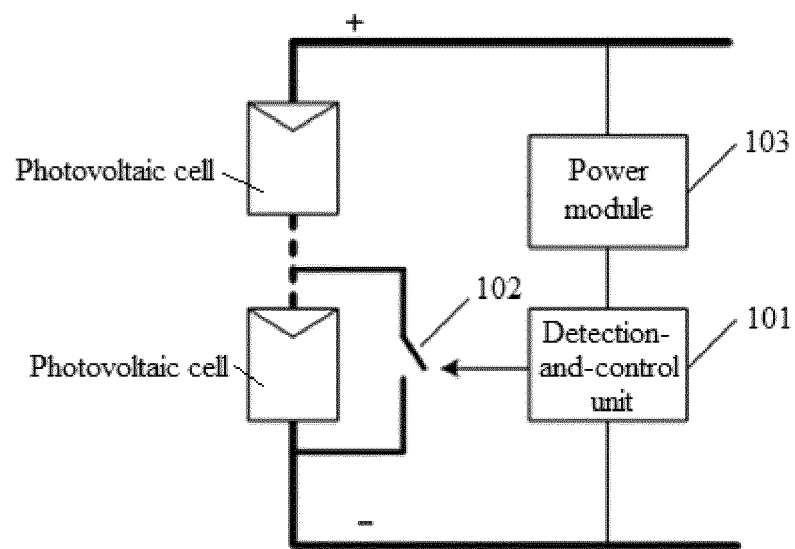 +
Photovoltaic cell
Power
module
103
102
Photovoltaic cell
Detection-
and-control
unit
101
-